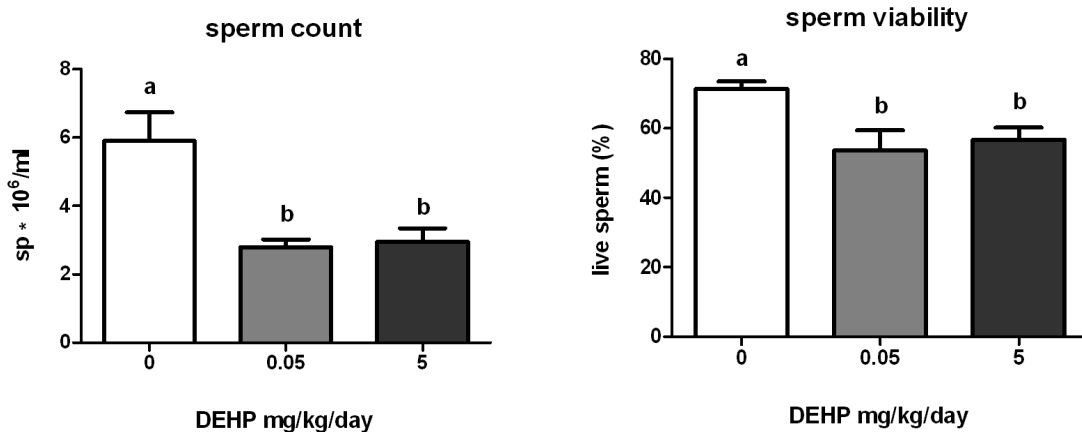 sperm count
8
6
4
2
0
sp * 10⁶/ml
a
b
b
0
0.05
5
DEHP mg/kg/day
sperm viability
80
60
40
20
0
live sperm (%)
a
b
b
0
0.05
5
DEHP mg/kg/day